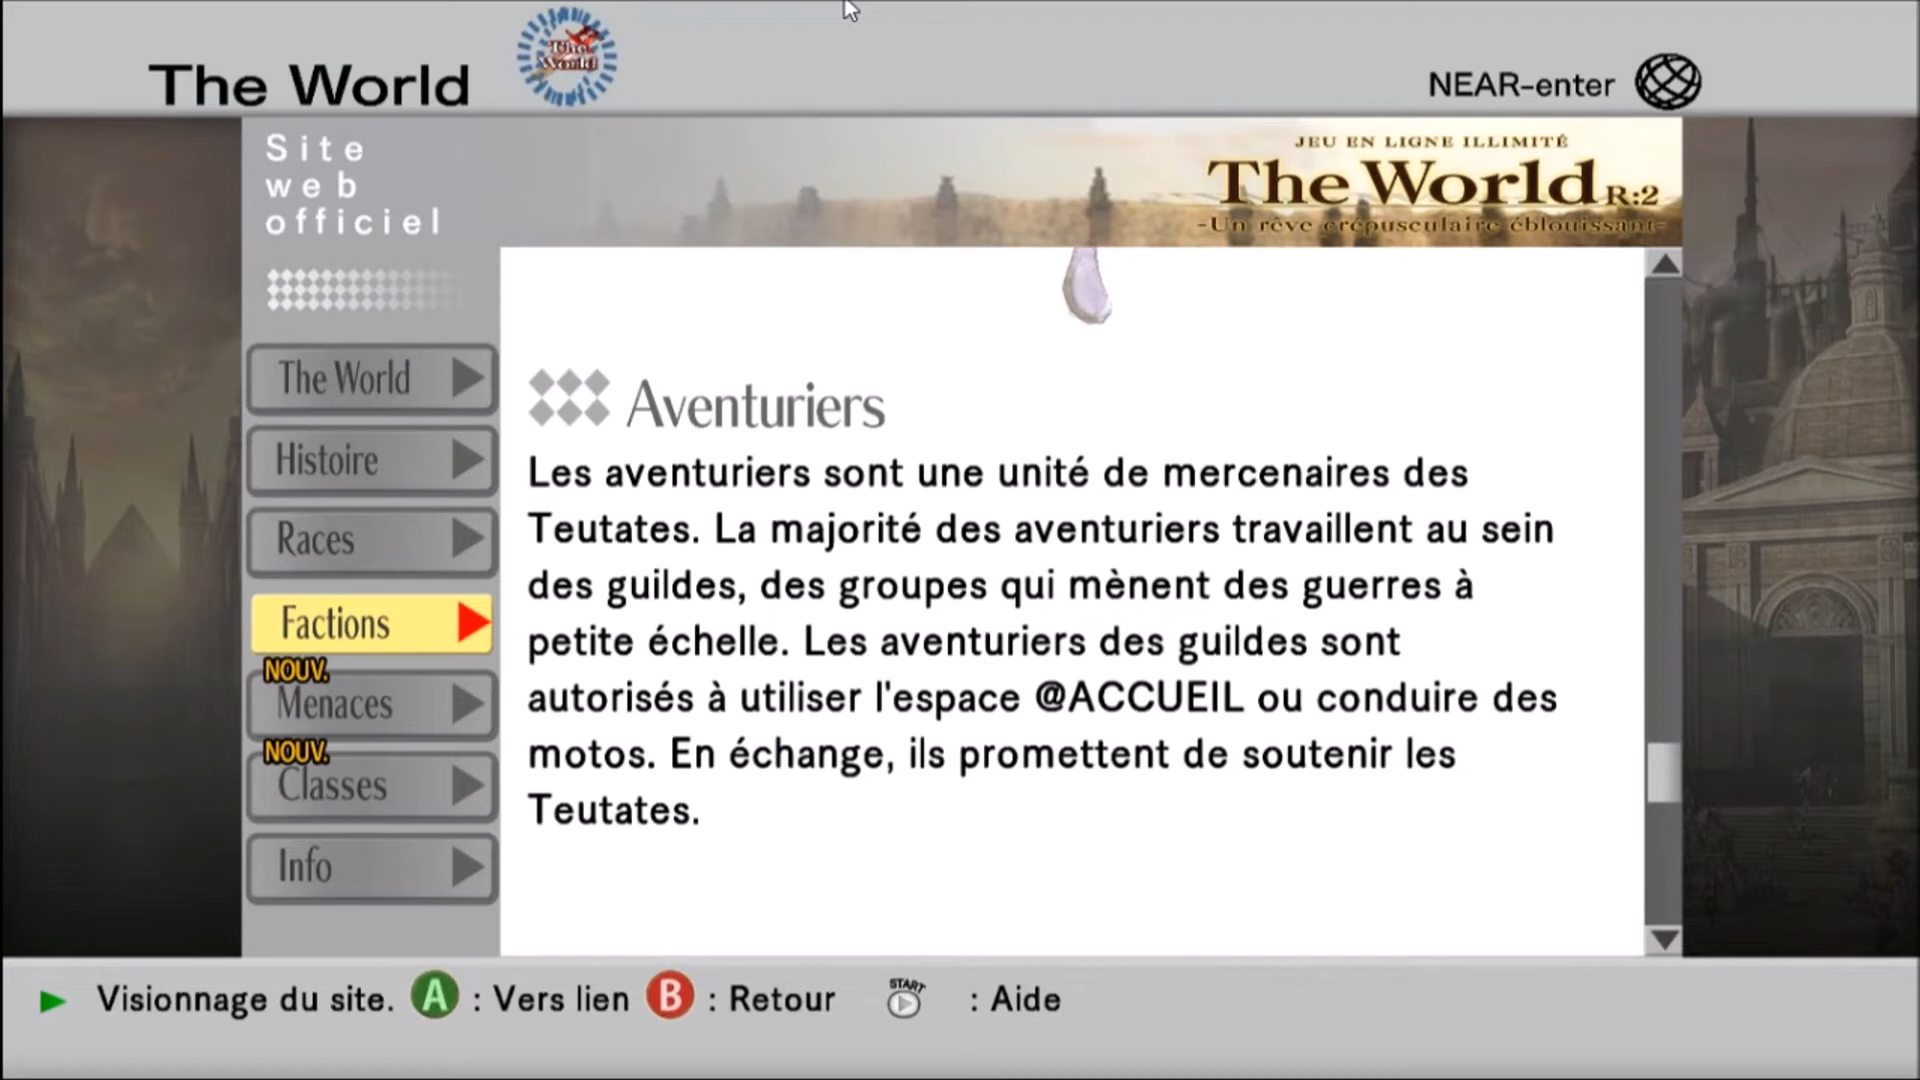 The World
The World
NEAR-enter
Site
web
officiel
JEU EN LIGNE ILLIMITÉ
The World R:2
-Un rêve crépusculaire éblouissant-
The World
Histoire
Races
Factions
NOUV.
Menaces
NOUV.
Classes
Info
Aventuriers
Les aventuriers sont une unité de mercenaires des
Teutates. La majorité des aventuriers travaillent au sein
des guildes, des groupes qui mènent des guerres à
petite échelle. Les aventuriers des guildes sont
autorisés à utiliser l'espace @ACCUEIL ou conduire des
motos. En échange, ils promettent de soutenir les
Teutates.
Visionnage du site. A : Vers lien B : Retour START : Aide